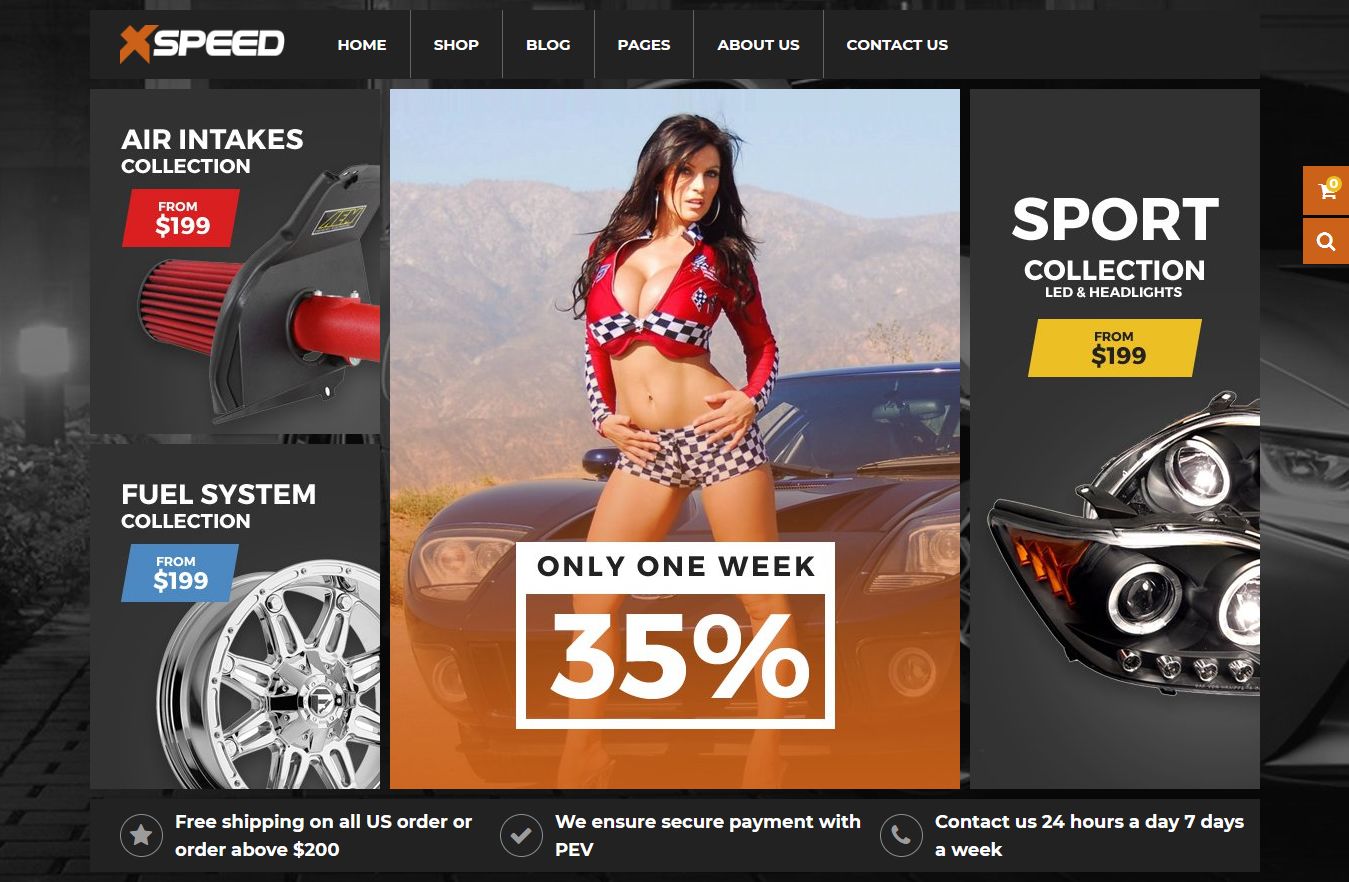 XSPEED
HOME SHOP BLOG PAGES ABOUT US CONTACT US
AIR INTAKES
COLLECTION
FROM
$199
AEM
FUEL SYSTEM
COLLECTION
FROM
$199
F
ONLY ONE WEEK
35%
SPORT
COLLECTION
LED & HEADLIGHTS
FROM
$199
0
Free shipping on all US order or
order above $200
We ensure secure payment with
PEV
Contact us 24 hours a day 7 days
a week